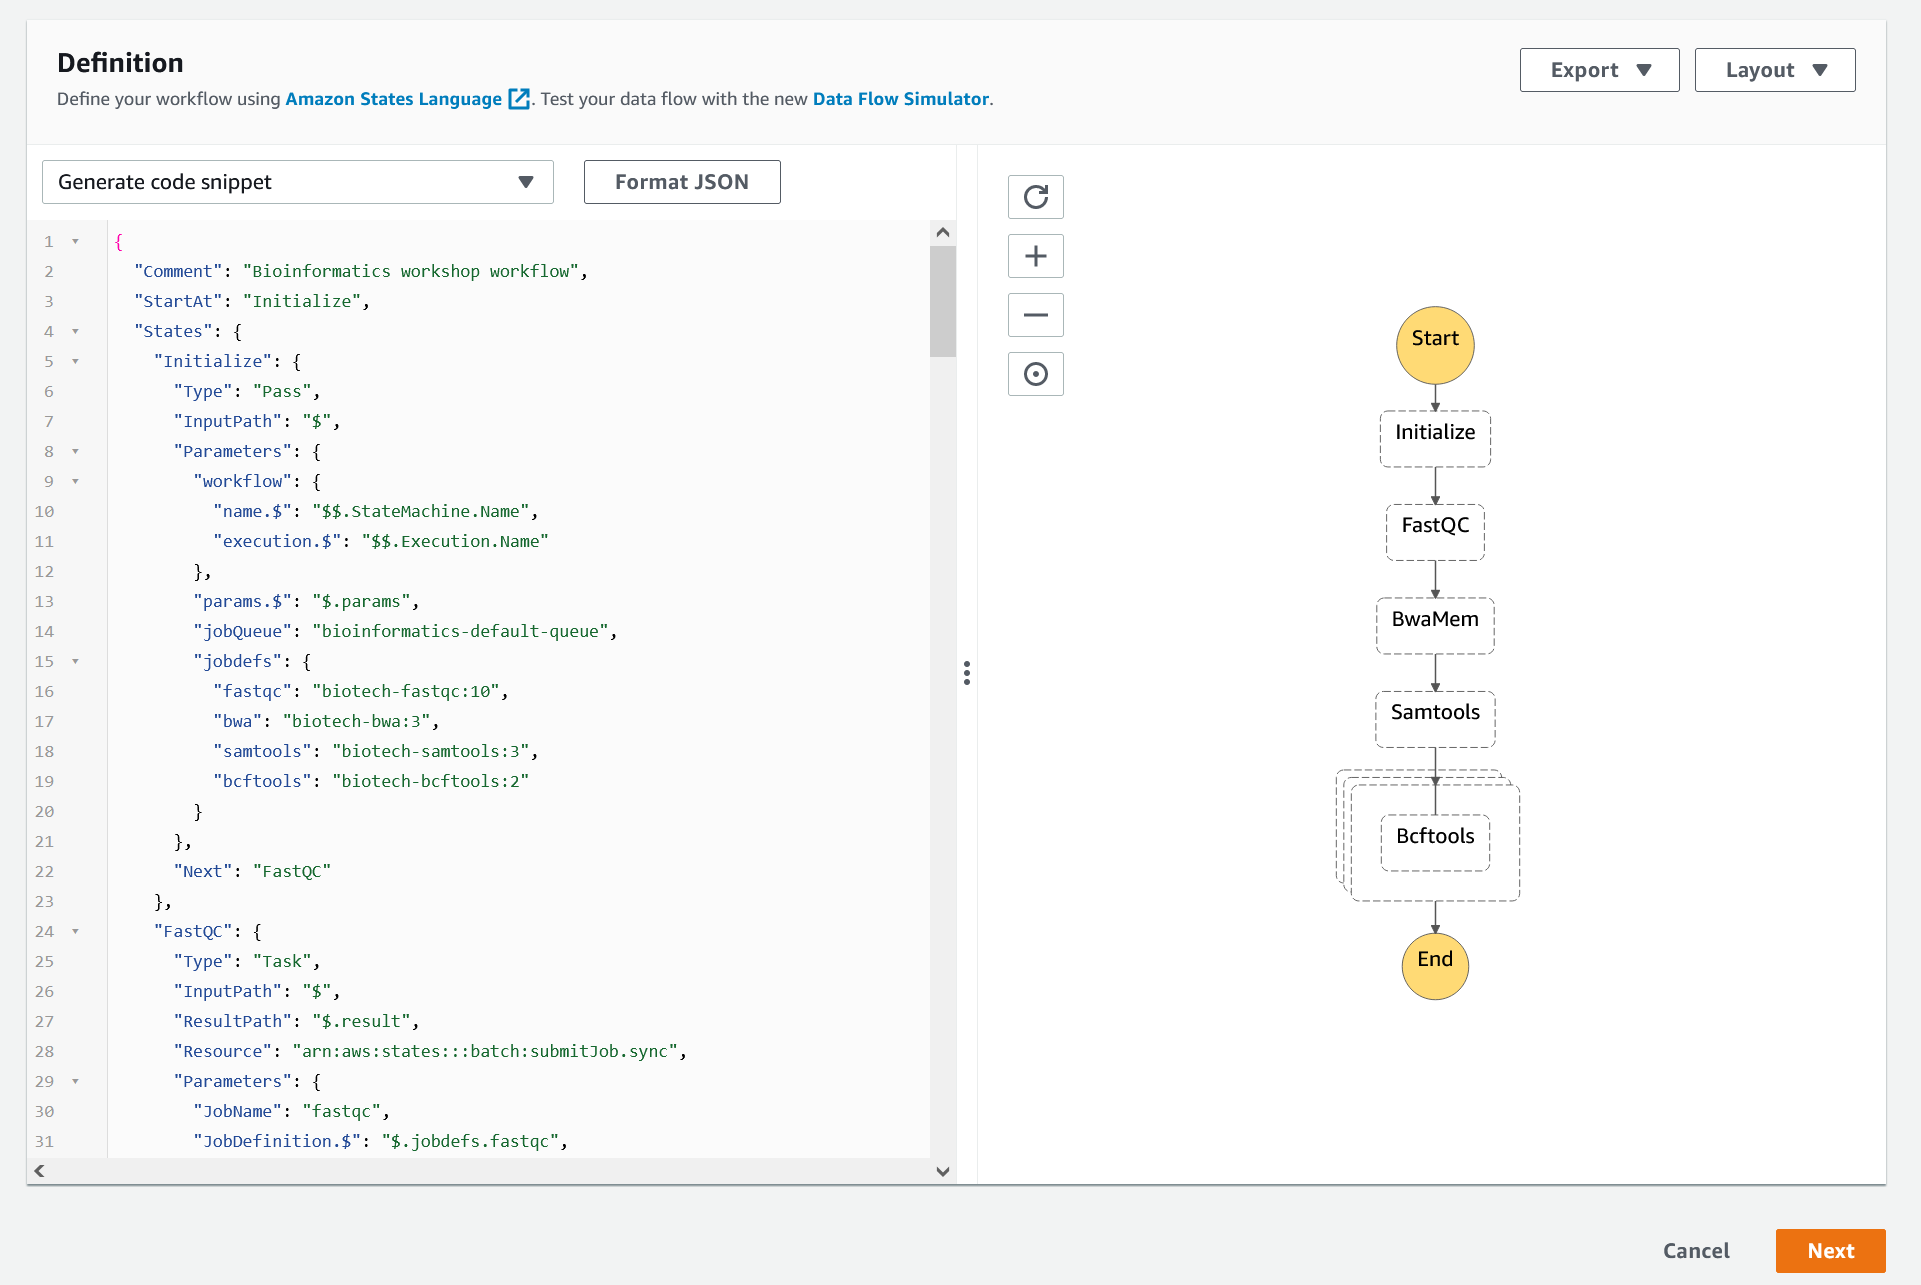 Definition
Define your workflow using Amazon States Language. Test your data flow with the new Data Flow Simulator.
Export
Layout
Generate code snippet
Format JSON
1 {
2 "Comment": "Bioinformatics workshop workflow",
3 "StartAt": "Initialize",
4 "States": {
5 "Initialize": {
6 "Type": "Pass",
7 "InputPath": "$",
8 "Parameters": {
9 "workflow": {
10 "name.$": "$$.StateMachine.Name",
11 "execution.$": "$$.Execution.Name"
12 },
13 "params.$": "$.params",
14 "jobQueue": "bioinformatics-default-queue",
15 "jobdefs": {
16 "fastqc": "biotech-fastqc:10",
17 "bwa": "biotech-bwa:3",
18 "samtools": "biotech-samtools:3",
19 "bcftools": "biotech-bcftools:2"
20 }
21 },
22 "Next": "FastQC"
23 },
24 "FastQC": {
25 "Type": "Task",
26 "InputPath": "$",
27 "ResultPath": "$.result",
28 "Resource": "arn:aws:states:::batch:submitJob.sync",
29 "Parameters": {
30 "JobName": "fastqc",
31 "JobDefinition.$": "$.jobdefs.fastqc",
Start
Initialize
FastQC
BwaMem
Samtools
Bcftools
End
Cancel
Next